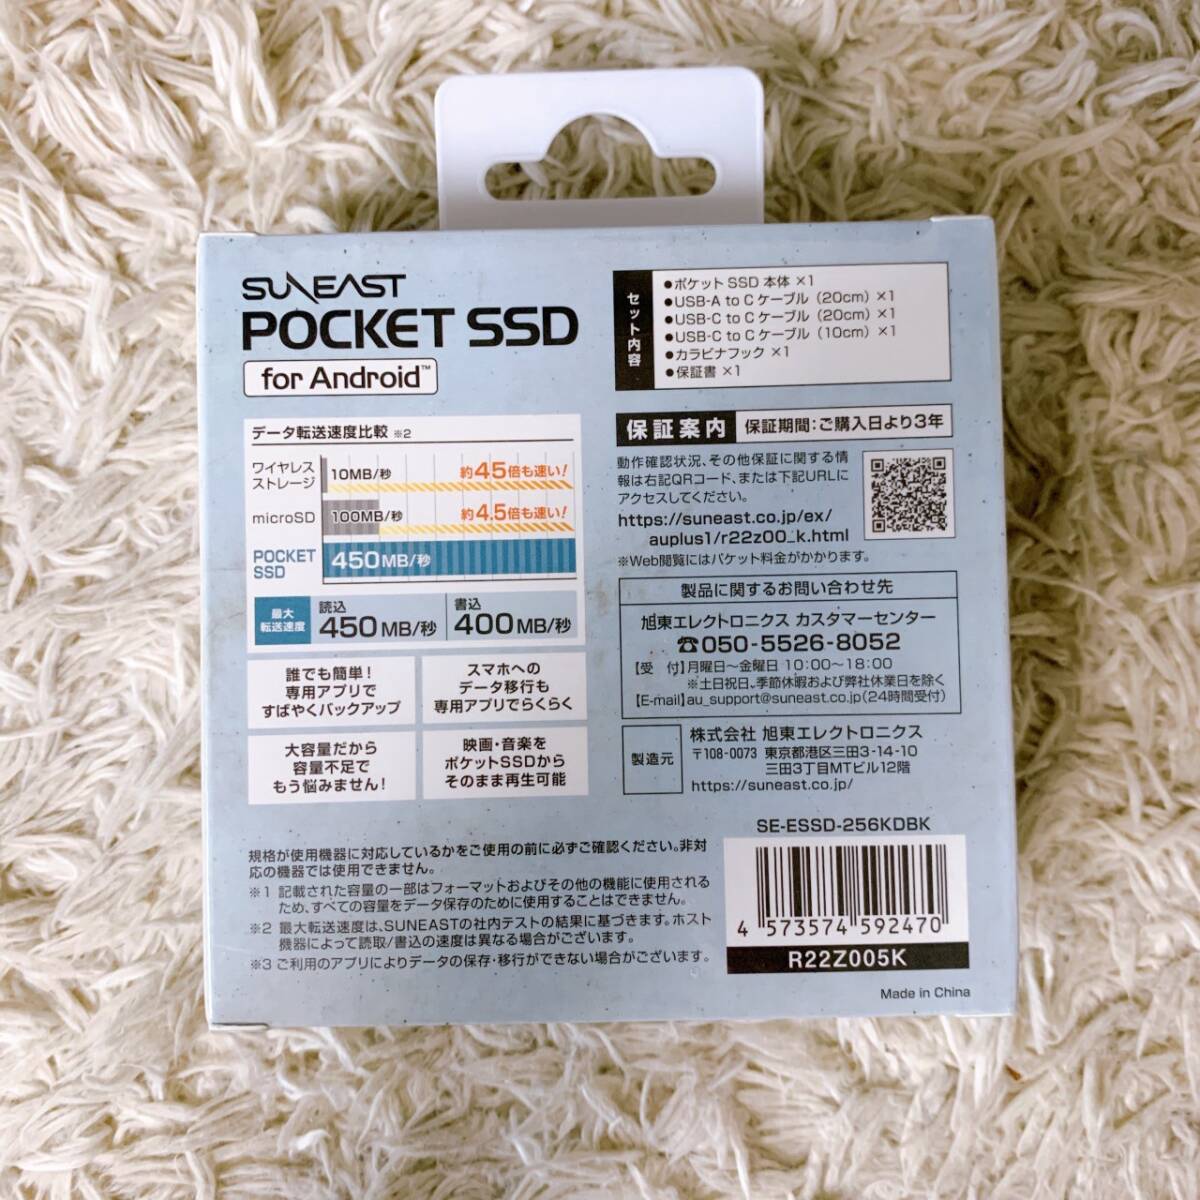 SUNEAST
POCKET SSD
for Android™
データ転送速度比較 ※2
ワイヤレス
ストレージ
10MB/秒
約45倍も速い!
microSD
100MB/秒
約4.5倍も速い!
POCKET
SSD
450MB/秒
最大
転送速度
読込
450MB/秒
書込
400MB/秒
誰でも簡単!
専用アプリで
すばやくバックアップ
スマホへの
データ移行も
専用アプリでらくらく
大容量だから
容量不足で
もう悩みません!
映画・音楽を
ポケットSSDから
そのまま再生可能
規格が使用機器に対応しているかをご使用の前に必ずご確認ください。非対
応の機器では使用できません。
※1 記載された容量の一部はフォーマットおよびその他の機能に使用される
ため、すべての容量をデータ保存のために使用することはできません。
※2 最大転送速度は、SUNEASTの社内テストの結果に基づきます。ホスト
機器によって読取/書込の速度は異なる場合がございます。
※3 ご利用のアプリによりデータの保存・移行ができない場合がございます。
セット内容
●ポケットSSD 本体 ×1
●USB-A to C ケーブル（20cm）×1
●USB-C to C ケーブル（20cm）×1
●USB-C to C ケーブル（10cm）×1
●カラビナフック ×1
●保証書 ×1
保証案内 保証期間：ご購入日より3年
動作確認状況、その他保証に関する情
報は右記QRコード、または下記URLに
アクセスしてください。
https://suneast.co.jp/ex/
auplus1/r22z00_k.html
※Web閲覧にはパケット料金がかかります。
製品に関するお問い合わせ先
旭東エレクトロニクス カスタマーセンター
☎050-5526-8052
【受　付】月曜日～金曜日 10:00～18:00
※土日祝日、季節休暇および弊社休業日を除く
【E-mail】au_support@suneast.co.jp（24時間受付）
製造元
株式会社 旭東エレクトロニクス
〒108-0073 東京都港区三田3-14-10
三田3丁目MTビル12階
https://suneast.co.jp/
SE-ESSD-256KDBK
4 573574 592470
R22Z005K
Made in China